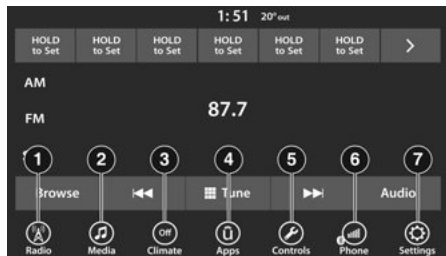 1:51 20° out
HOLD to Set HOLD to Set HOLD to Set HOLD to Set HOLD to Set HOLD to Set >
AM
87.7
FM
1 2 3 4 5 6 7
Browse Tune Audio
Off
Radio Media Climate Apps Controls Phone Settings